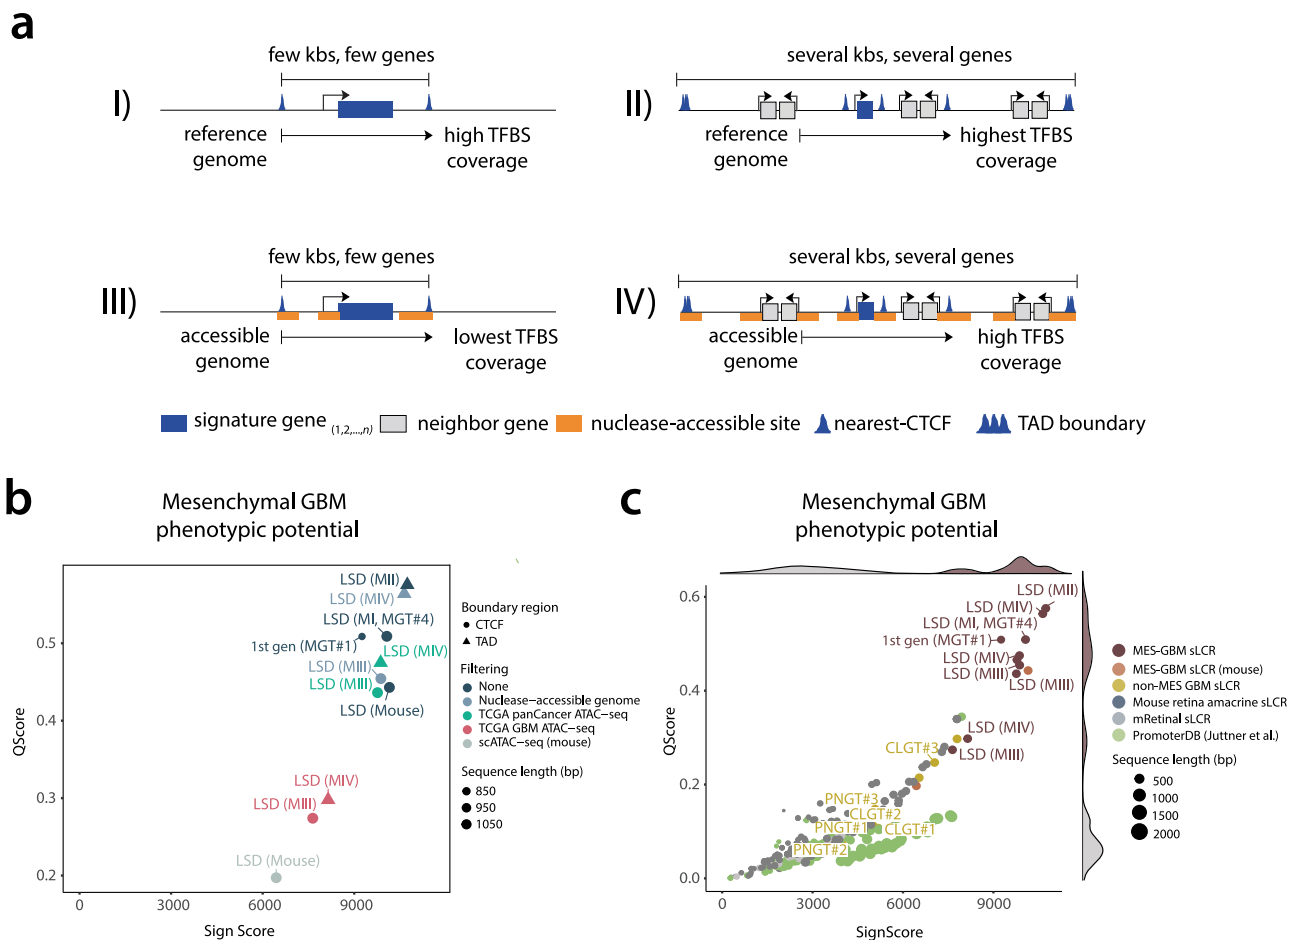 a
few kbs, few genes
I)
reference
genome
high TFBS
coverage
several kbs, several genes
II)
reference
genome
highest TFBS
coverage
few kbs, few genes
III)
accessible
genome
lowest TFBS
coverage
several kbs, several genes
IV)
accessible
genome
high TFBS
coverage
signature gene (1,2,...,n)
neighbor gene
nuclease-accessible site
nearest-CTCF
TAD boundary
b
Mesenchymal GBM
phenotypic potential
QScore
0.5
0.4
0.3
0.2
0
3000
6000
9000
Sign Score
LSD (MII)
LSD (MIV)
LSD (MI, MGT#4)
1st gen (MGT#1)
LSD (MIV)
LSD (MIII)
LSD (MIII)
LSD (Mouse)
LSD (MIV)
LSD (MIII)
LSD (Mouse)
Boundary region
CTCF
TAD
Filtering
None
Nuclease−accessible genome
TCGA panCancer ATAC−seq
TCGA GBM ATAC−seq
scATAC−seq (mouse)
Sequence length (bp)
850
950
1050
c
Mesenchymal GBM
phenotypic potential
QScore
0.6
0.4
0.2
0.0
0
3000
6000
9000
SignScore
LSD (MII)
LSD (MIV)
LSD (MI, MGT#4)
1st gen (MGT#1)
LSD (MIV)
LSD (MIII)
LSD (MIII)
LSD (MIV)
LSD (MIII)
CLGT#3
PNGT#3
CLGT#2
PNGT#1
CLGT#1
PNGT#2
MES-GBM sLCR
MES-GBM sLCR (mouse)
non-MES GBM sLCR
Mouse retina amacrine sLCR
mRetinal sLCR
PromoterDB (Juttner et al.)
Sequence length (bp)
500
1000
1500
2000